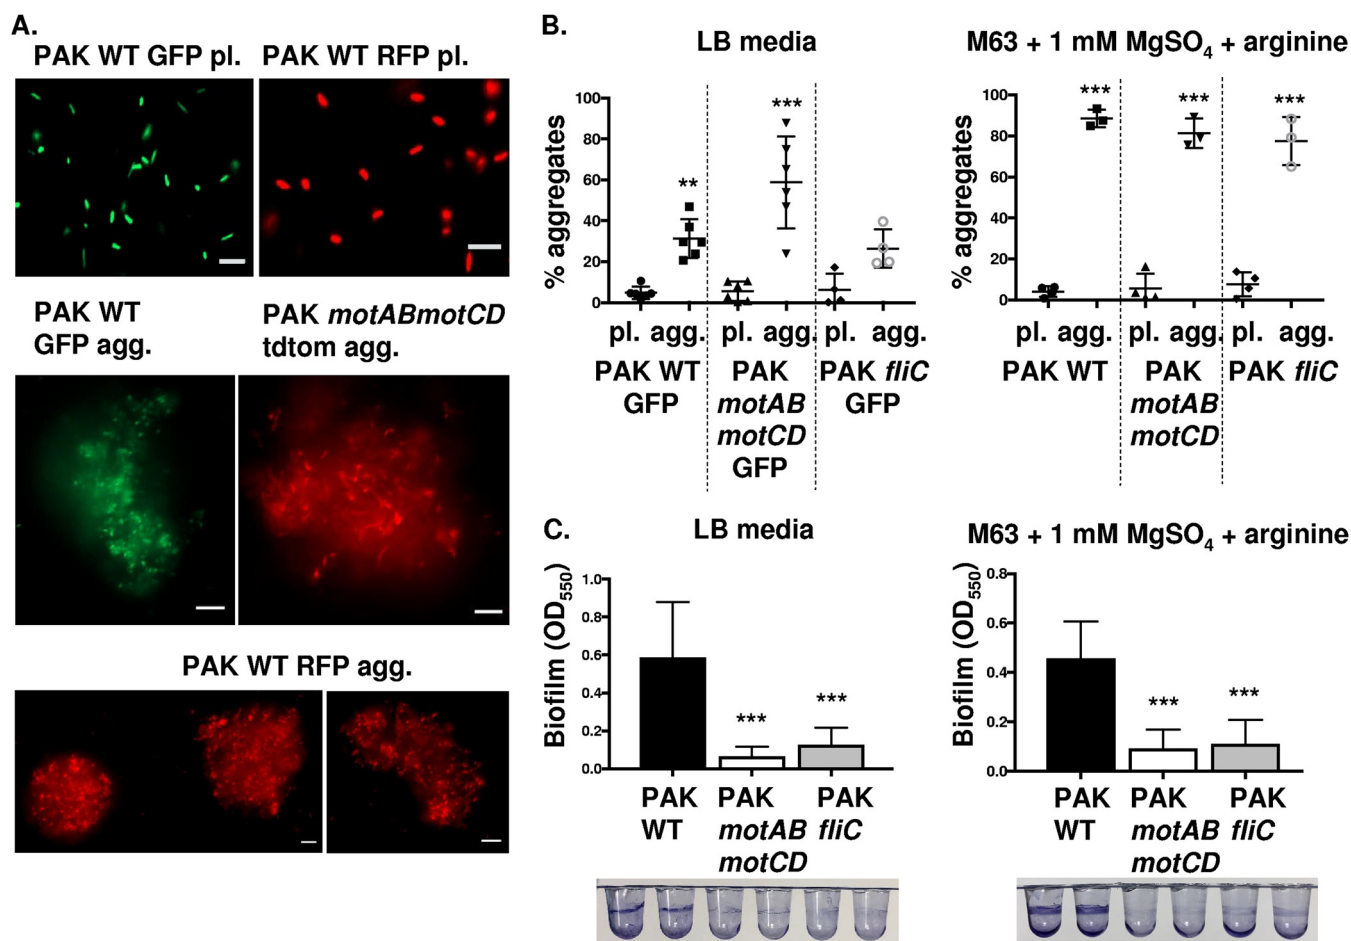 A.
PAK WT GFP pl. PAK WT RFP pl.
PAK WT
GFP agg.
PAK motABmotCD
tdtom agg.
PAK WT RFP agg.
B.
LB media
% aggregates
100
80
60
40
20
0
**
***
pl. agg. pl. agg. pl. agg.
PAK WT
GFP
PAK
motAB
motCD
GFP
PAK fliC
GFP
M63 + 1 mM MgSO4 + arginine
% aggregates
100
80
60
40
20
0
***
***
***
pl. agg. pl. agg. pl. agg.
PAK WT
PAK
motAB
motCD
PAK fliC
C.
LB media
Biofilm (OD550)
1.0
0.8
0.6
0.4
0.2
0.0
***
***
PAK
WT
PAK
motAB
motCD
PAK
fliC
M63 + 1 mM MgSO4 + arginine
Biofilm (OD550)
0.8
0.6
0.4
0.2
0.0
***
***
PAK
WT
PAK
motAB
motCD
PAK
fliC